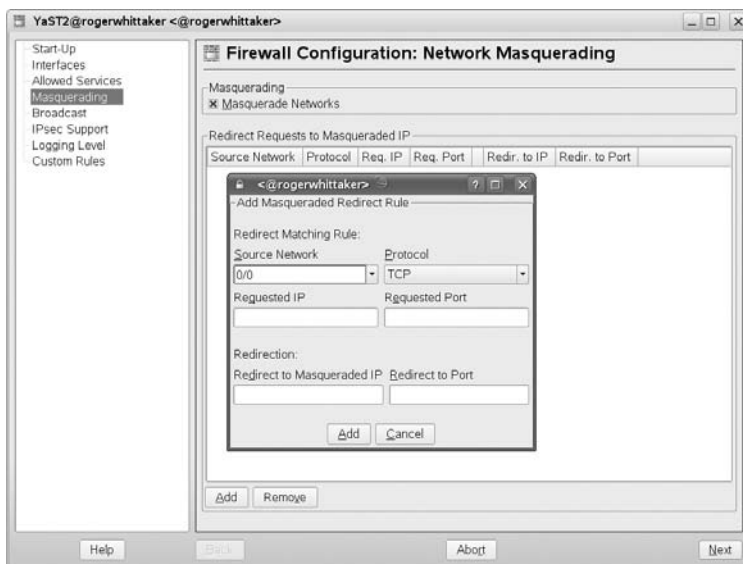 YaST2@rogerwhittaker <@rogerwhittaker>
Start-Up
Interfaces
Allowed Services
Masquerading
Broadcast
IPsec Support
Logging Level
Custom Rules
Firewall Configuration: Network Masquerading
Masquerading
Masquerade Networks
Redirect Requests to Masqueraded IP
Source Network Protocol Req. IP Req. Port Redir. to IP Redir. to Port
<@rogerwhittaker>
Add Masqueraded Redirect Rule
Redirect Matching Rule:
Source Network Protocol
0/0 TCP
Requested IP Requested Port
Redirection:
Redirect to Masqueraded IP Redirect to Port
Add Cancel
Add Remove
Help Back Abort Next